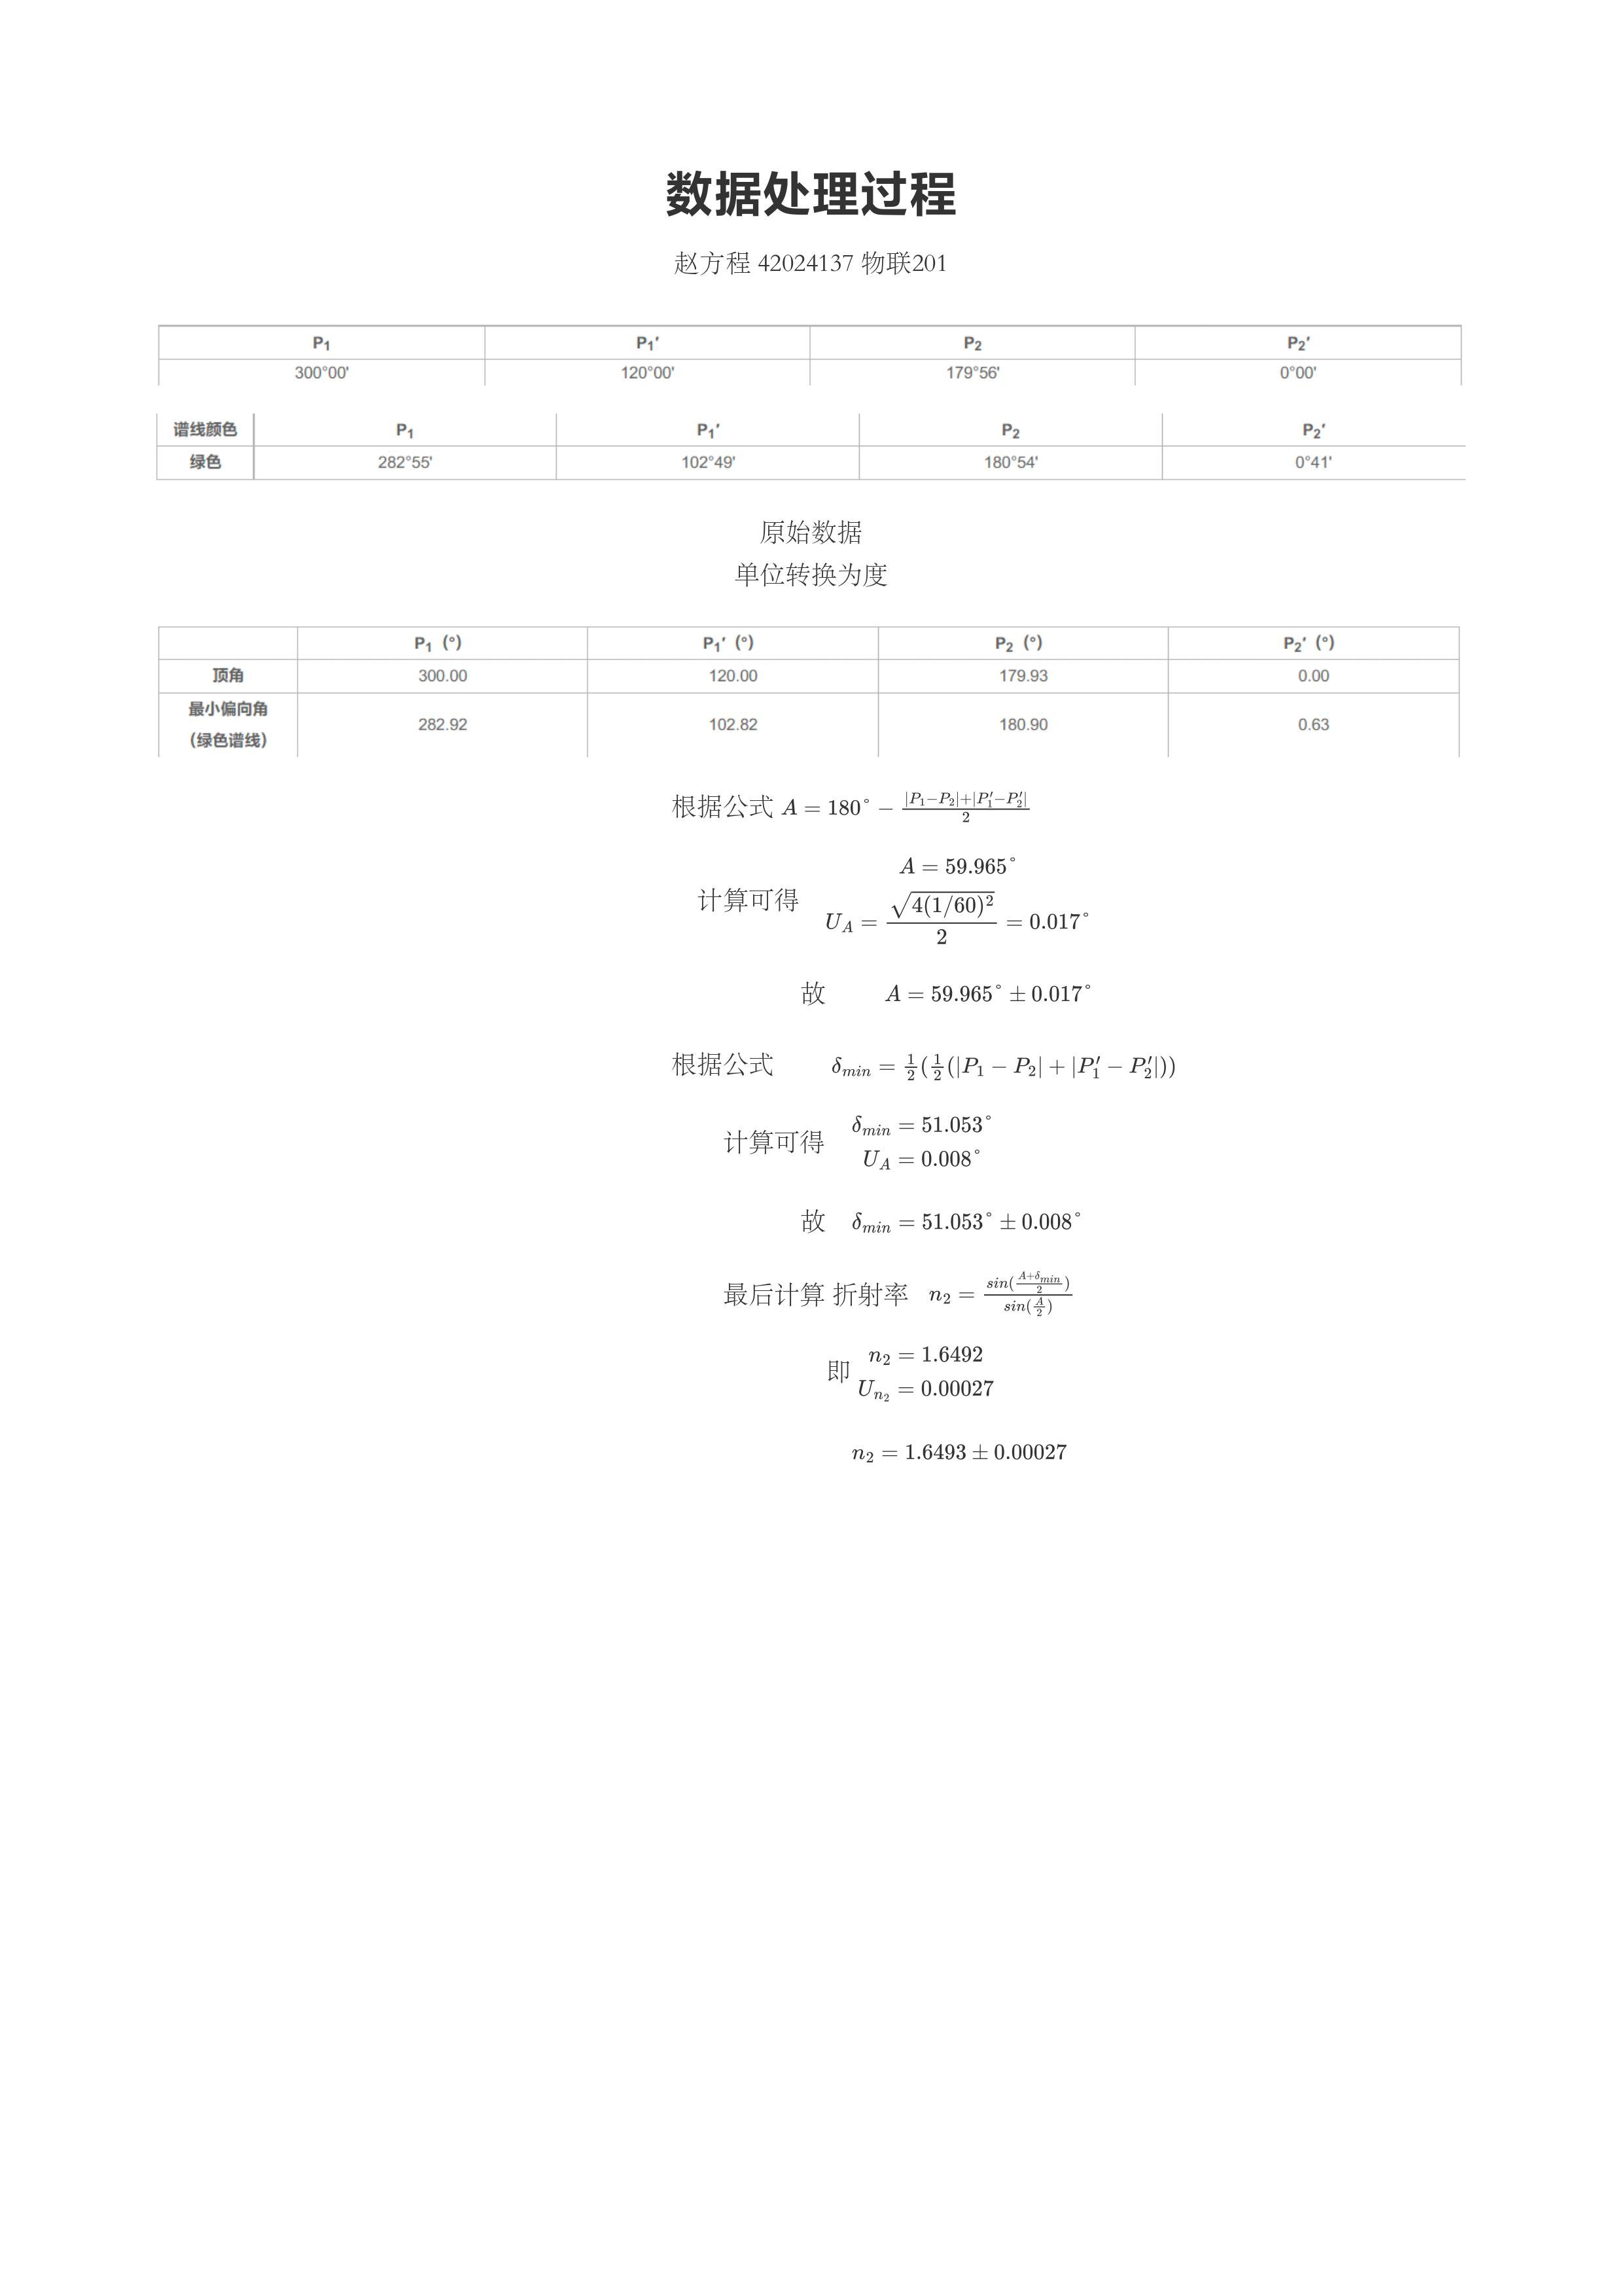 数据处理过程
赵方程 42024137 物联201
P₁ P₁′ P₂ P₂′
300°00' 120°00' 179°56' 0°00'
谱线颜色 P₁ P₁′ P₂ P₂′
绿色 282°55' 102°49' 180°54' 0°41'
原始数据
单位转换为度
P₁ (°) P₁′ (°) P₂ (°) P₂′ (°)
顶角 300.00 120.00 179.93 0.00
最小偏向角
(绿色谱线) 282.92 102.82 180.90 0.63
根据公式 $A = 180^\circ - \frac{|P_1-P_2|+|P_1'-P_2'|}{2}$
$A = 59.965^\circ$
计算可得 $U_A = \frac{\sqrt{4(1/60)^2}}{2} = 0.017^\circ$
故 $A = 59.965^\circ \pm 0.017^\circ$
根据公式 $\delta_{min} = \frac{1}{2}(\frac{1}{2}(|P_1 - P_2| + |P_1' - P_2'|))$
计算可得 $\delta_{min} = 51.053^\circ$
$U_A = 0.008^\circ$
故 $\delta_{min} = 51.053^\circ \pm 0.008^\circ$
最后计算 折射率 $n_2 = \frac{sin(\frac{A+\delta_{min}}{2})}{sin(\frac{A}{2})}$
即 $n_2 = 1.6492$
$U_{n_2} = 0.00027$
$n_2 = 1.6493 \pm 0.00027$